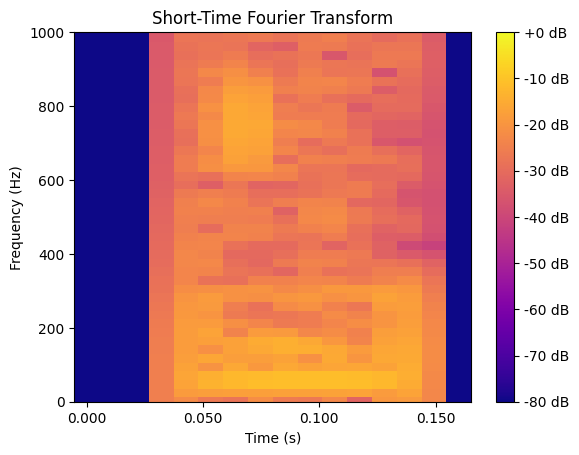 Short-Time Fourier Transform
1000
800
600
400
200
0
Frequency (Hz)
0.000
0.050
0.100
0.150
Time (s)
+0 dB
-10 dB
-20 dB
-30 dB
-40 dB
-50 dB
-60 dB
-70 dB
-80 dB